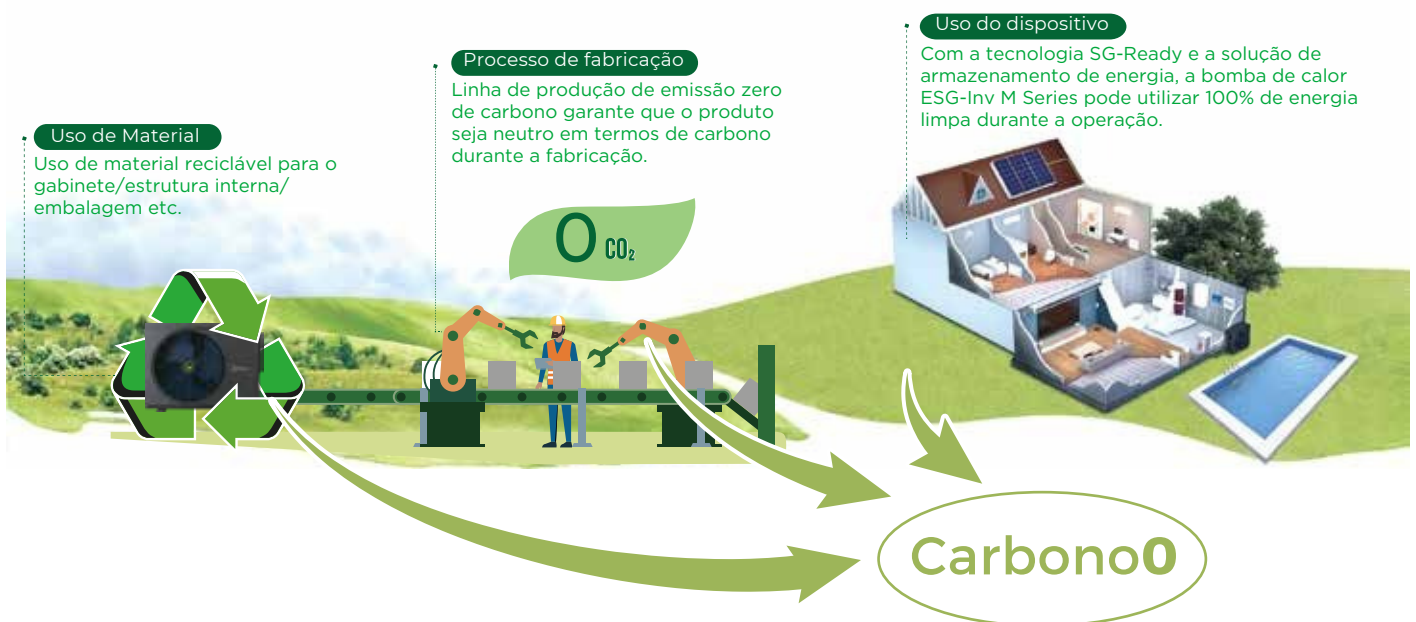 Uso de Material
Uso de material reciclável para o
gabinete/estrutura interna/
embalagem etc.
Processo de fabricação
Linha de produção de emissão zero
de carbono garante que o produto
seja neutro em termos de carbono
durante a fabricação.
0 CO₂
Uso do dispositivo
Com a tecnologia SG-Ready e a solução de
armazenamento de energia, a bomba de calor
ESG-Inv M Series pode utilizar 100% de energia
limpa durante a operação.
Carbono0